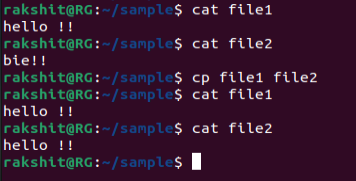 rakshit@RG:~/sample$ cat file1
hello !!
rakshit@RG:~/sample$ cat file2
bie!!
rakshit@RG:~/sample$ cp file1 file2
rakshit@RG:~/sample$ cat file1
hello !!
rakshit@RG:~/sample$ cat file2
hello !!
rakshit@RG:~/sample$